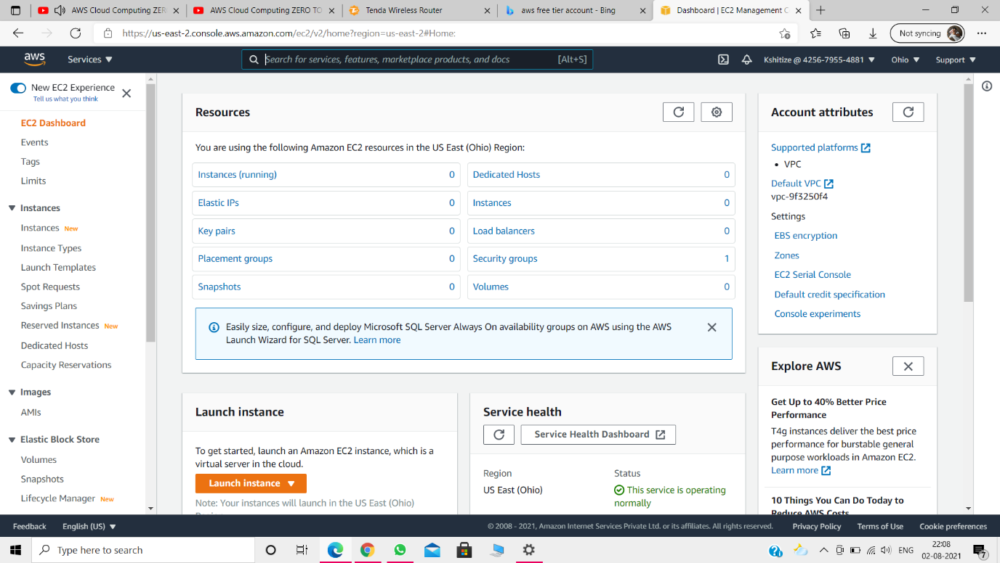 AWS Cloud Computing ZER
AWS Cloud Computing ZERO TO
Tenda Wireless Router
aws free tier account - Bing
Dashboard | EC2 Management C
https://us-east-2.console.aws.amazon.com/ec2/v2/home?region=us-east-2#Home:
Not syncing
aws
Services
Search for services, features, marketplace products, and docs
[Alt+S]
Kshitize @ 4256-7955-4881
Ohio
Support
New EC2 Experience
Tell us what you think
EC2 Dashboard
Events
Tags
Limits
Instances
Instances New
Instance Types
Launch Templates
Spot Requests
Savings Plans
Reserved Instances New
Dedicated Hosts
Capacity Reservations
Images
AMIs
Elastic Block Store
Volumes
Snapshots
Lifecycle Manager New
Resources
You are using the following Amazon EC2 resources in the US East (Ohio) Region:
Instances (running) 0
Dedicated Hosts 0
Elastic IPs 0
Instances 0
Key pairs 0
Load balancers 0
Placement groups 0
Security groups 1
Snapshots 0
Volumes 0
Easily size, configure, and deploy Microsoft SQL Server Always On availability groups on AWS using the AWS
Launch Wizard for SQL Server. Learn more
Launch instance
To get started, launch an Amazon EC2 instance, which is a
virtual server in the cloud.
Launch instance
Note: Your instances will launch in the US East (Ohio)
Service health
Service Health Dashboard
Region
Status
US East (Ohio)
This service is operating
normally
Account attributes
Supported platforms
• VPC
Default VPC
vpc-9f3250f4
Settings
EBS encryption
Zones
EC2 Serial Console
Default credit specification
Console experiments
Explore AWS
Get Up to 40% Better Price
Performance
T4g instances deliver the best price
performance for burstable general
purpose workloads in Amazon EC2.
Learn more
10 Things You Can Do Today to
Reduce AWS Costs
Feedback
English (US)
© 2008 - 2021, Amazon Internet Services Private Ltd. or its affiliates. All rights reserved.
Privacy Policy
Terms of Use
Cookie preferences
Type here to search
ENG
22:08
02-08-2021
7